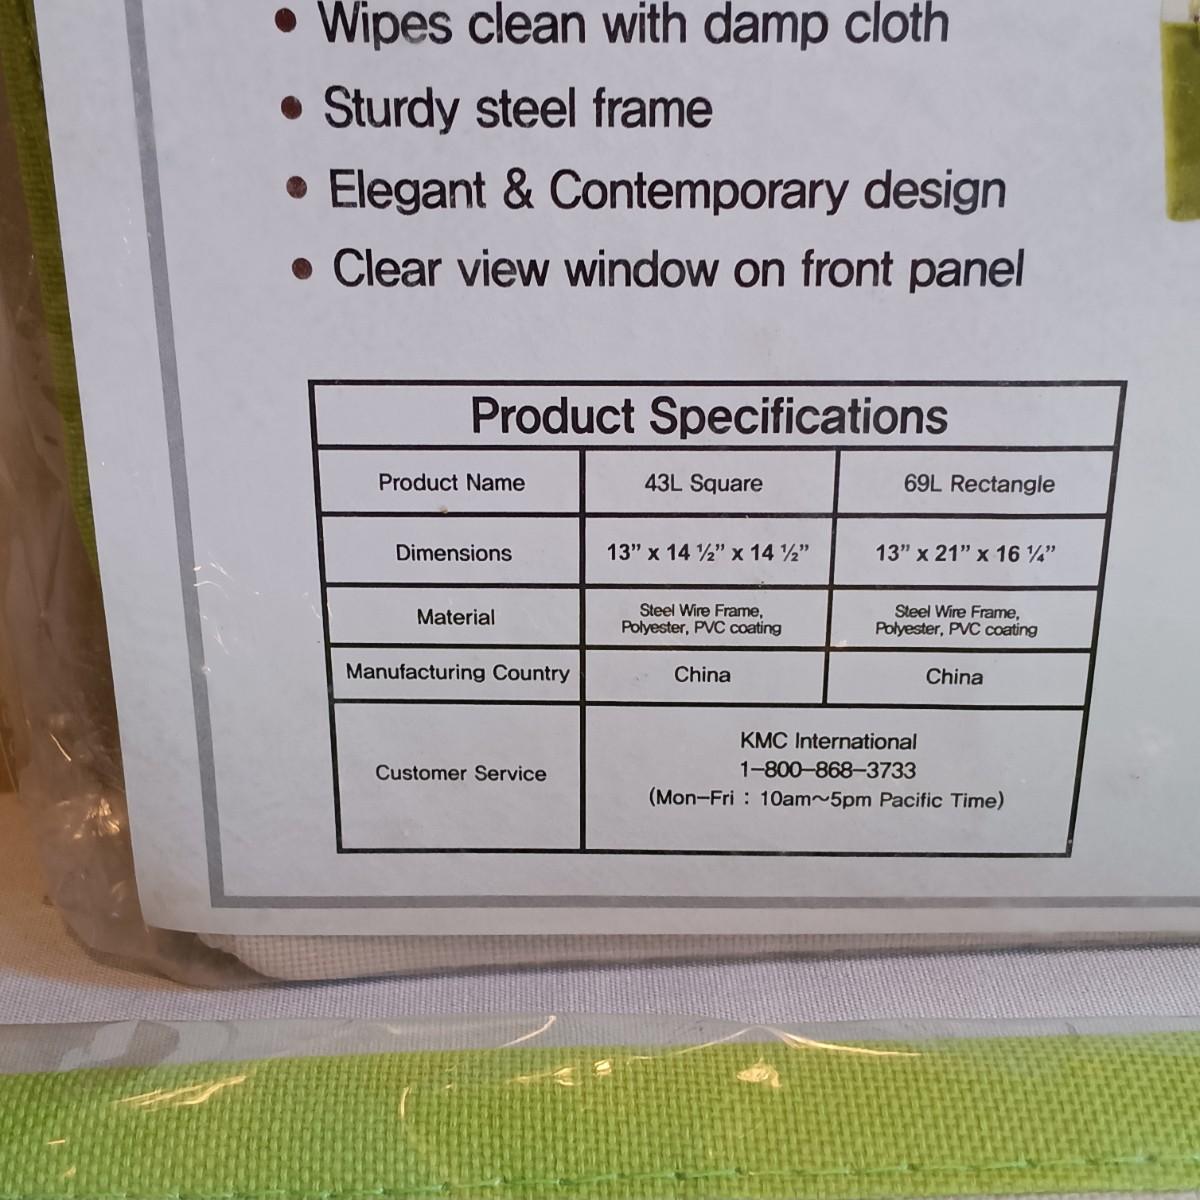 • Wipes clean with damp cloth
• Sturdy steel frame
• Elegant & Contemporary design
• Clear view window on front panel
Product Specifications
Product Name 43L Square 69L Rectangle
Dimensions 13” x 14 ½” x 14 ½” 13” x 21” x 16 ¼”
Material Steel Wire Frame, Polyester, PVC coating Steel Wire Frame, Polyester, PVC coating
Manufacturing Country China China
Customer Service
KMC International
1-800-868-3733
(Mon-Fri : 10am~5pm Pacific Time)